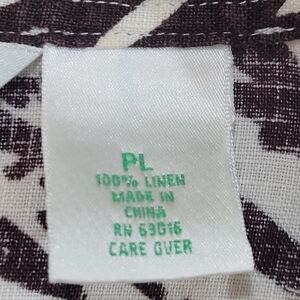 PL
100% LINEN
MADE IN
CHINA
RN 69016
CARE OVER